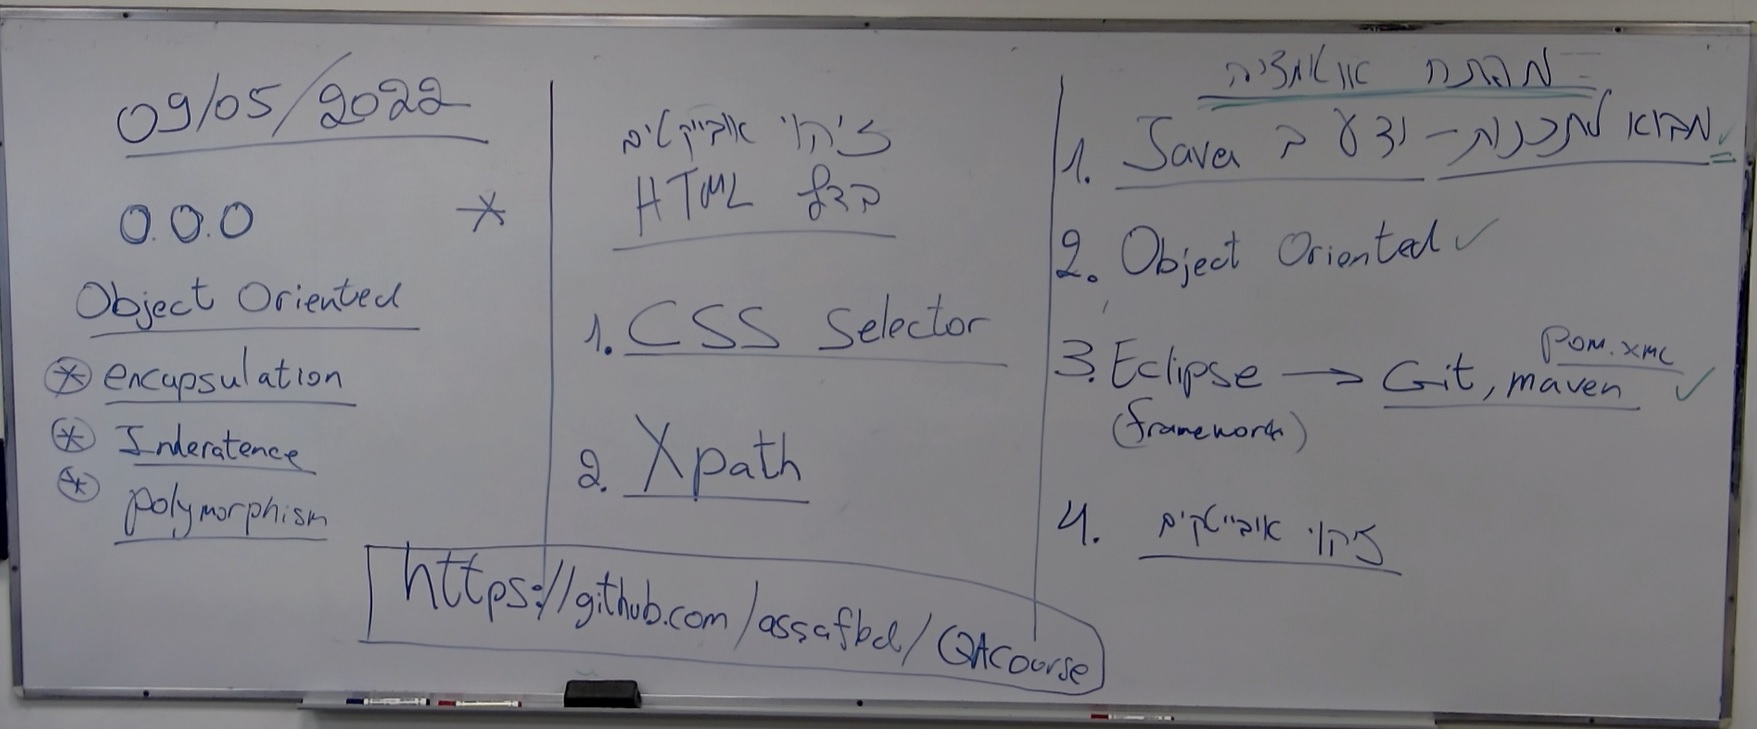 09/05/2022
O.O.O *
Object Oriented
* encapsulation
* Inderatence
* polymorphism
זיהוי אובייקטים
בדף HTML
1. CSS Selector
2. Xpath
https://github.com/assafbd/QAcourse
מפתח אוטומציה
1. מבוא לתכנות - ידע ב Java
2. Object Oriented ✓
3. Eclipse → Git, maven ✓
pom.xml
(framework)
4. זיהוי אובייקטים